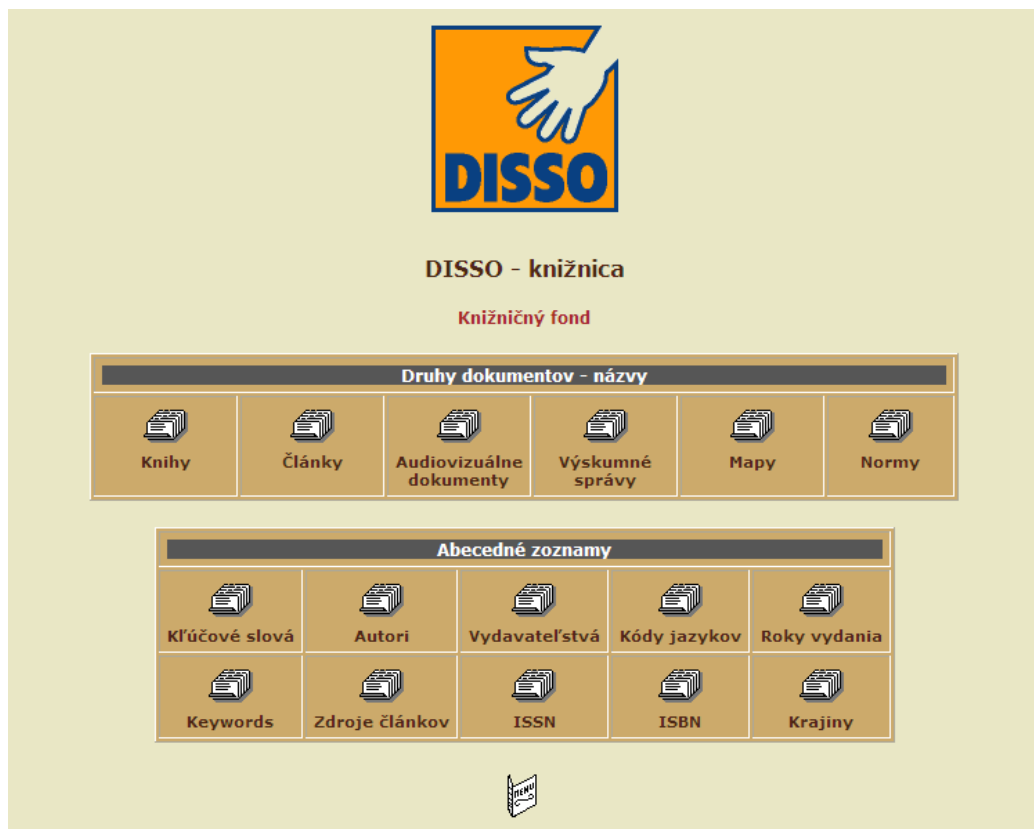 DISSO
DISSO - knižnica
Knižničný fond
Druhy dokumentov - názvy
Knihy
Články
Audiovizuálne
dokumenty
Výskumné
správy
Mapy
Normy
Abecedné zoznamy
Kľúčové slová
Autori
Vydavateľstvá
Kódy jazykov
Roky vydania
Keywords
Zdroje článkov
ISSN
ISBN
Krajiny
MENU